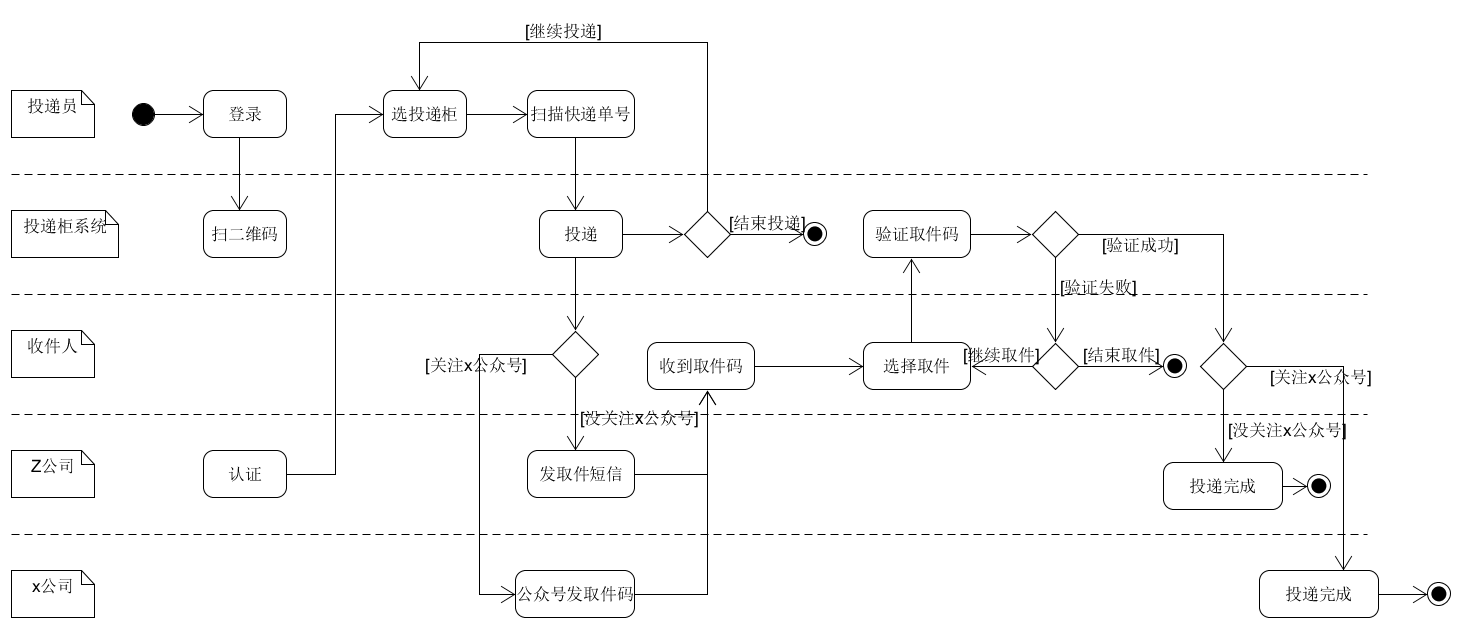 [继续投递]
投递员
登录
选投递柜
扫描快递单号
投递柜系统
扫二维码
投递
[结束投递]
验证取件码
[验证成功]
[验证失败]
收件人
[关注x公众号]
收到取件码
选择取件
[继续取件]
[结束取件]
[关注x公众号]
[没关注x公众号]
[没关注x公众号]
Z公司
认证
发取件短信
投递完成
x公司
公众号发取件码
投递完成